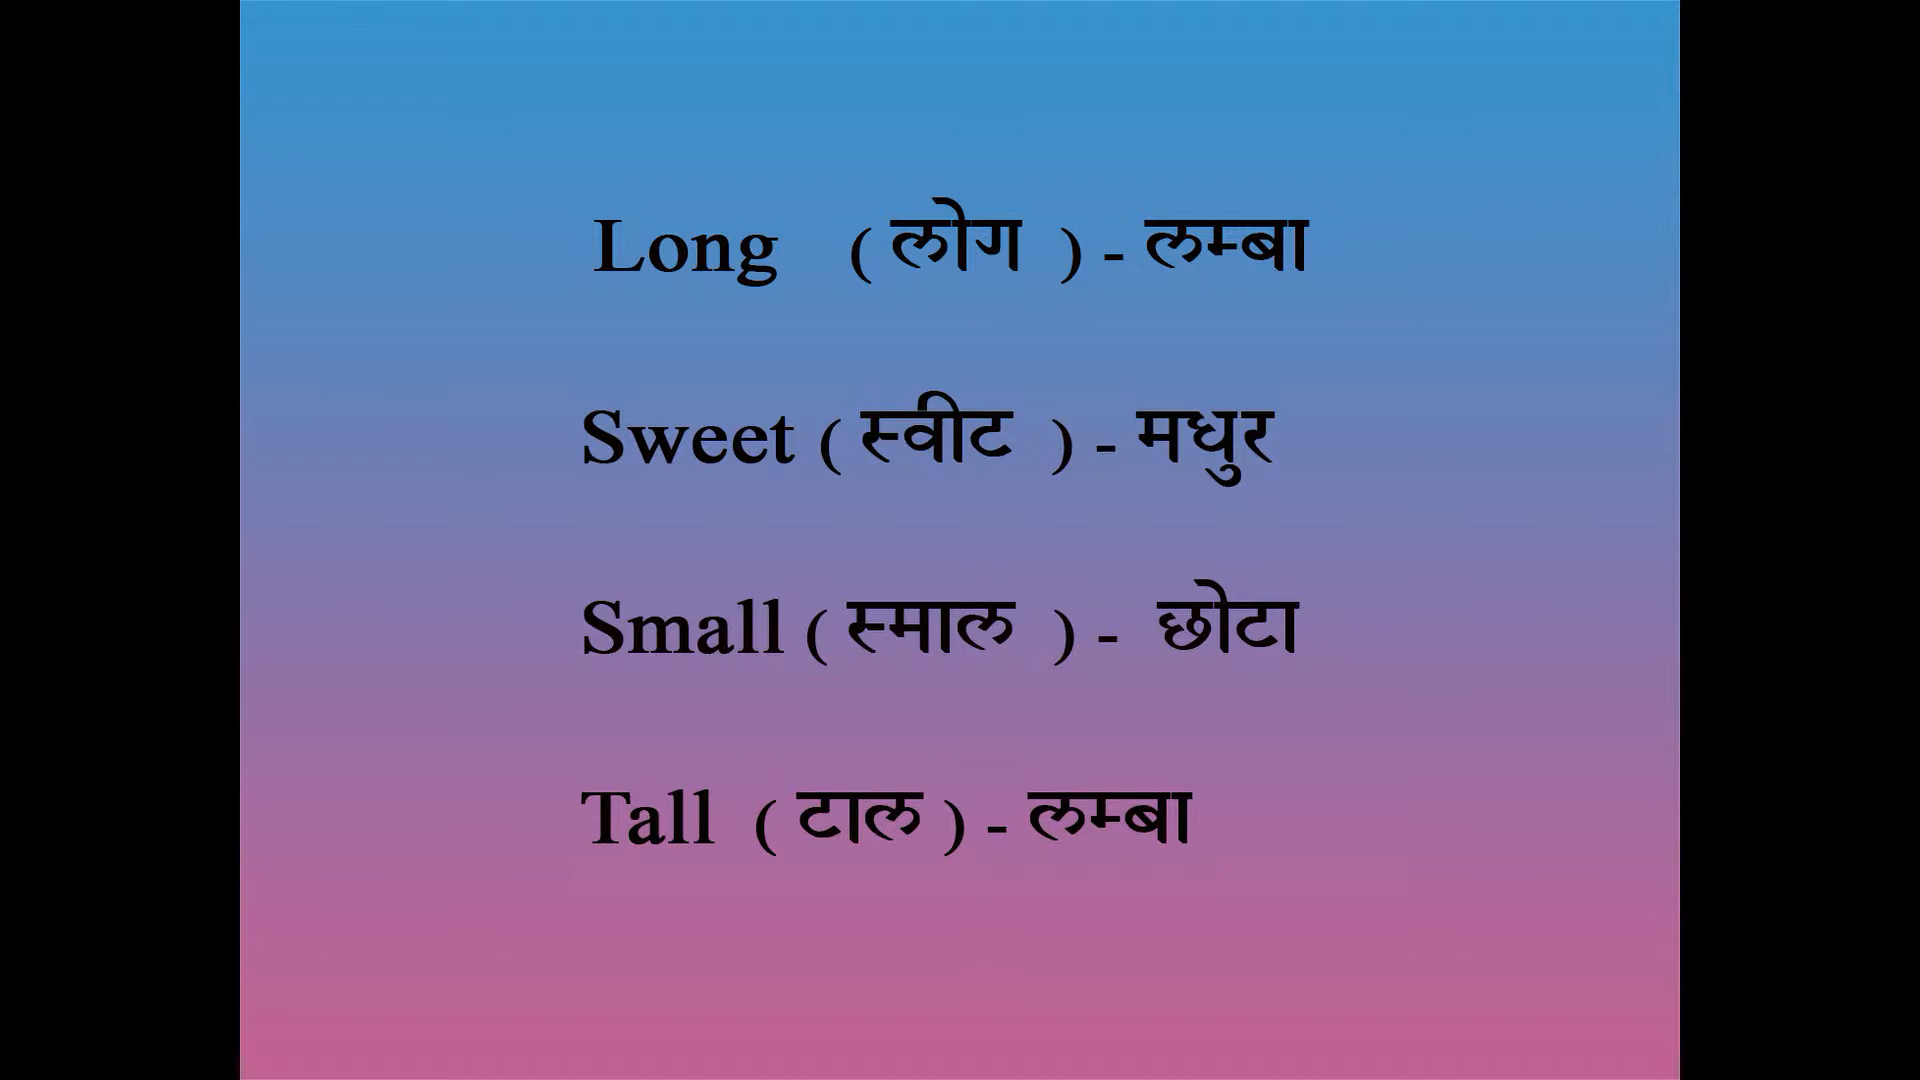 Long ( लोग ) - लम्बा
Sweet ( स्वीट ) - मधुर
Small ( स्माल ) - छोटा
Tall ( टाल ) - लम्बा